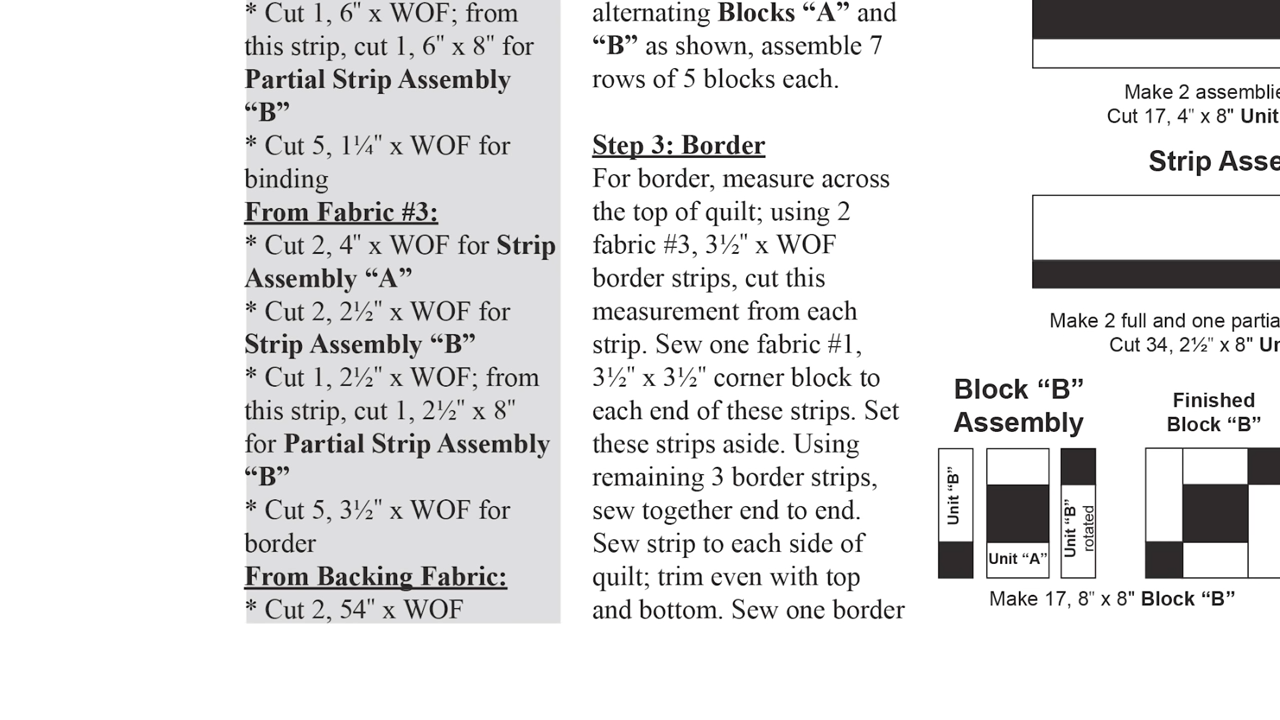 * Cut 1, 6" x WOF; from
this strip, cut 1, 6" x 8" for
Partial Strip Assembly
“B”
* Cut 5, 1¼" x WOF for
binding
From Fabric #3:
* Cut 2, 4" x WOF for Strip
Assembly “A”
* Cut 2, 2½" x WOF for
Strip Assembly “B”
* Cut 1, 2½" x WOF; from
this strip, cut 1, 2½" x 8"
for Partial Strip Assembly
“B”
* Cut 5, 3½" x WOF for
border
From Backing Fabric:
* Cut 2, 54" x WOF
alternating Blocks “A” and
“B” as shown, assemble 7
rows of 5 blocks each.
Step 3: Border
For border, measure across
the top of quilt; using 2
fabric #3, 3½" x WOF
border strips, cut this
measurement from each
strip. Sew one fabric #1,
3½" x 3½" corner block to
each end of these strips. Set
these strips aside. Using
remaining 3 border strips,
sew together end to end.
Sew strip to each side of
quilt; trim even with top
and bottom. Sew one border
Make 2 assemblie
Cut 17, 4" x 8" Unit
Strip Asse
Make 2 full and one partia
Cut 34, 2½" x 8" Un
Block “B”
Assembly
Unit “B”
Unit “A”
Unit “B”
rotated
Finished
Block “B”
Make 17, 8" x 8" Block “B”